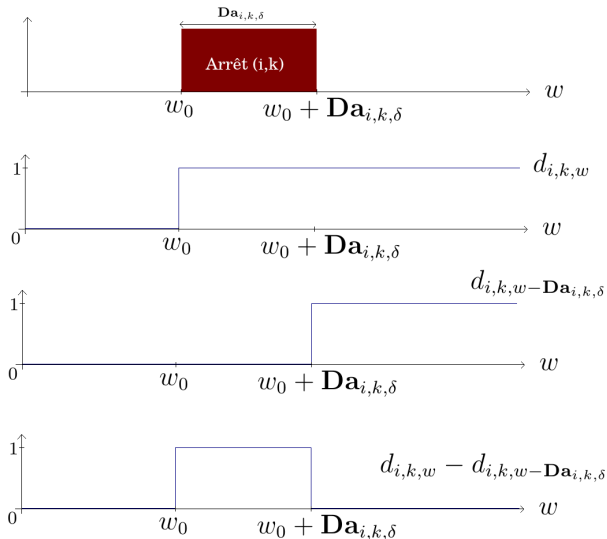 Da_{i,k,δ}
Arrêt (i,k)
w
w_0
w_0 + Da_{i,k,δ}
1
d_{i,k,w}
0
w
w_0
w_0 + Da_{i,k,δ}
d_{i,k,w−Da_{i,k,δ}}
1
0
w
w_0
w_0 + Da_{i,k,δ}
1
d_{i,k,w} − d_{i,k,w−Da_{i,k,δ}}
0
w
w_0
w_0 + Da_{i,k,δ}